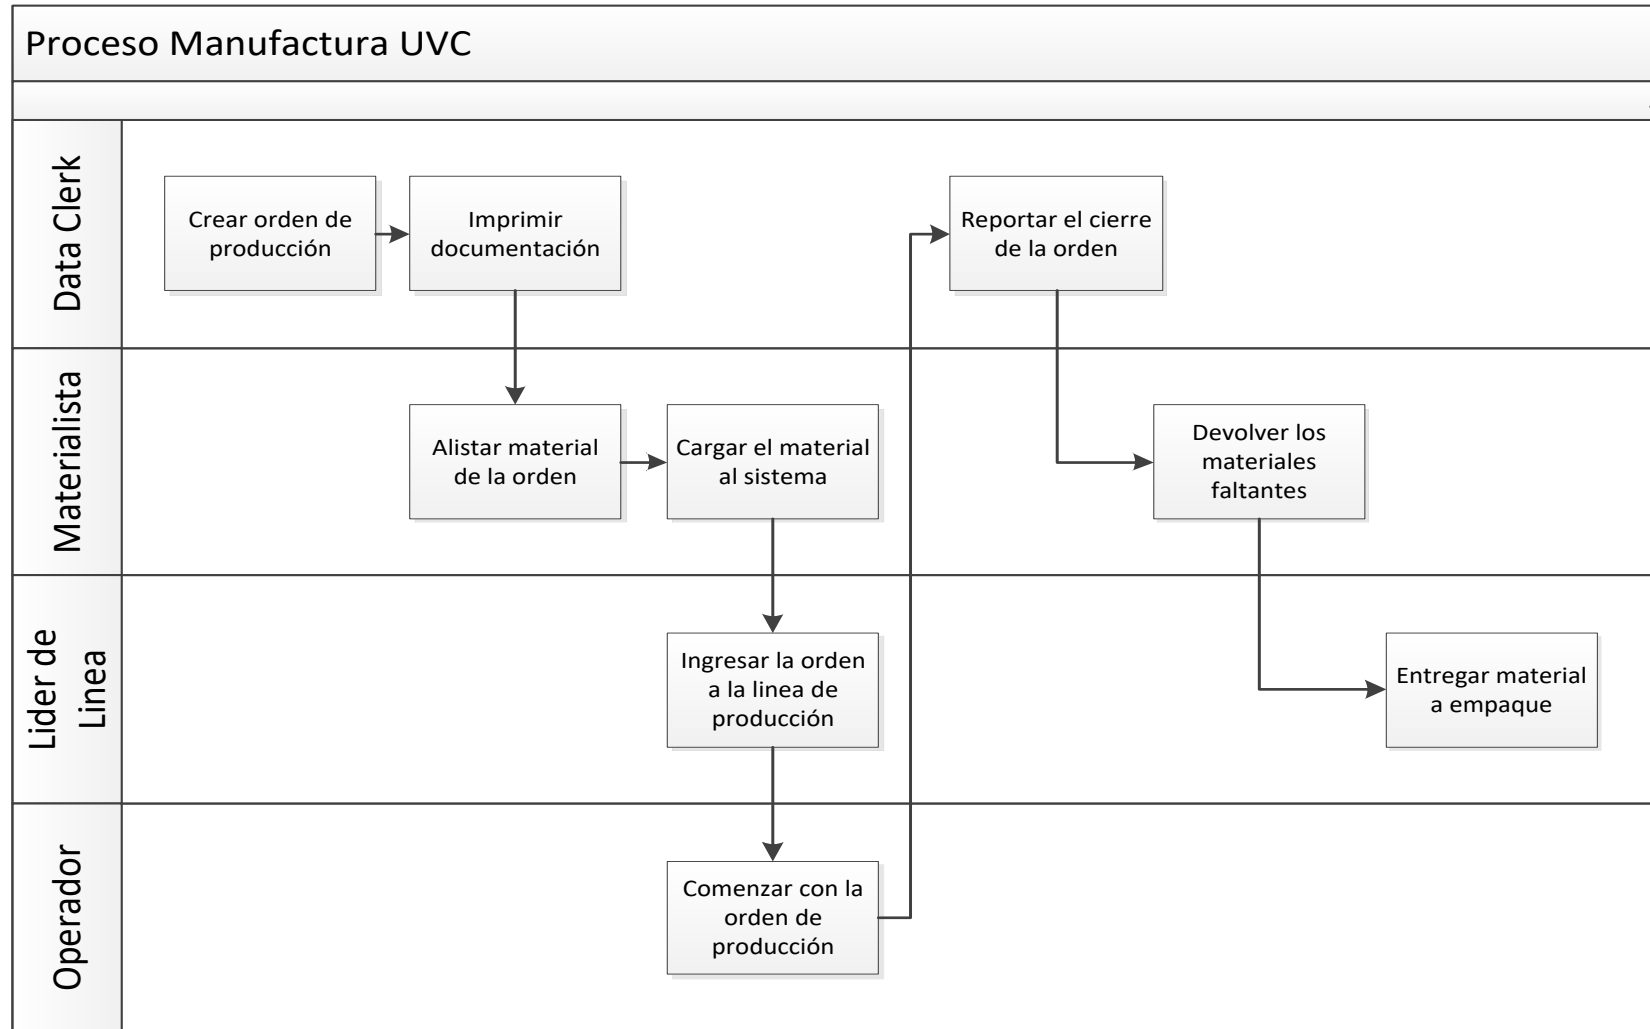 Proceso Manufactura UVC
Data Clerk
Crear orden de
producción
Imprimir
documentación
Reportar el cierre
de la orden
Materialista
Alistar material
de la orden
Cargar el material
al sistema
Devolver los
materiales
faltantes
Lider de
Linea
Ingresar la orden
a la linea de
producción
Entregar material
a empaque
Operador
Comenzar con la
orden de
producción